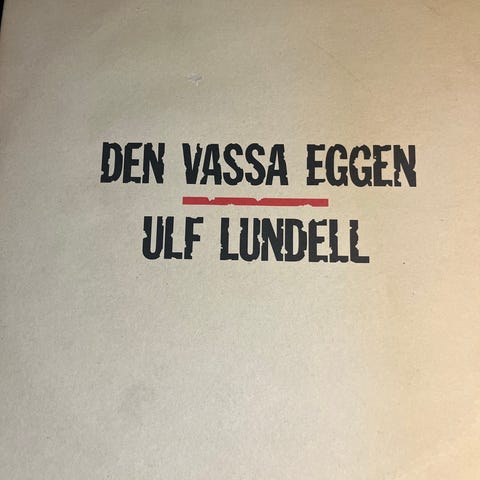 DEN VASSA EGGEN
ULF LUNDELL